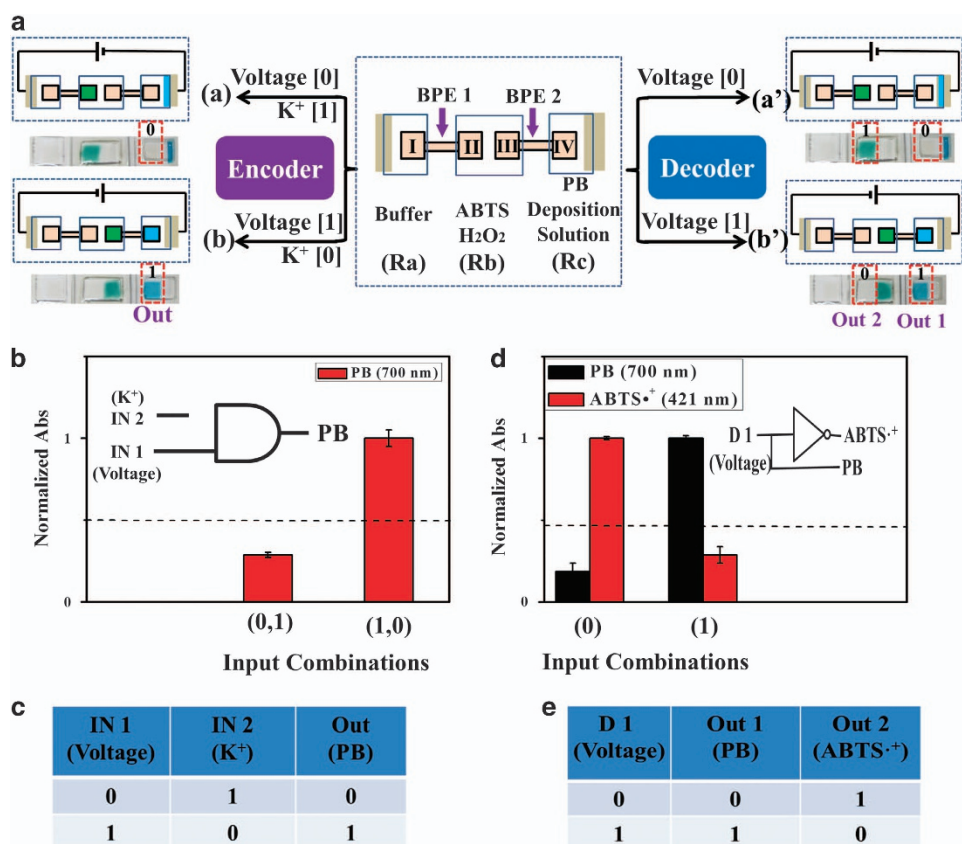 a
Voltage [0]
(a)
K+ [1]
Encoder
Voltage [1]
(b)
K+ [0]
0
1
Out
BPE 1
BPE 2
I
II
III
IV
Buffer
(Ra)
ABTS
H2O2
(Rb)
PB
Deposition
Solution
(Rc)
Voltage [0]
(a')
Decoder
Voltage [1]
(b')
1
0
0
1
Out 2
Out 1
b
PB (700 nm)
(K+)
IN 2
IN 1
(Voltage)
PB
Normalized Abs
1
0
(0,1)
(1,0)
Input Combinations
d
PB (700 nm)
ABTS•+ (421 nm)
D 1
(Voltage)
ABTS·+
PB
Normalized Abs
1
0
(0)
(1)
Input Combinations
c
IN 1 IN 2 Out
(Voltage) (K+) (PB)
0 1 0
1 0 1
e
D 1 Out 1 Out 2
(Voltage) (PB) (ABTS·+)
0 0 1
1 1 0